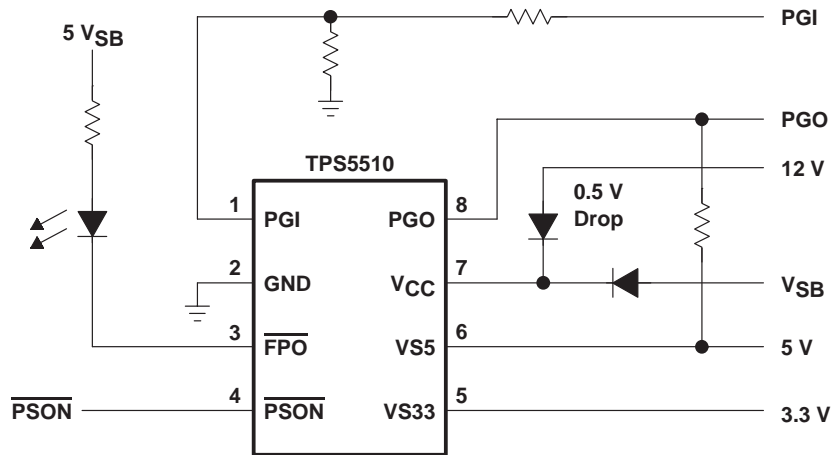 PGI
5 VSB
PGO
TPS5510
12 V
0.5 V
Drop
1
PGI
PGO
8
2
GND
VCC
7
VSB
3
FPO
VS5
6
5 V
PSON
4
PSON
VS33
5
3.3 V